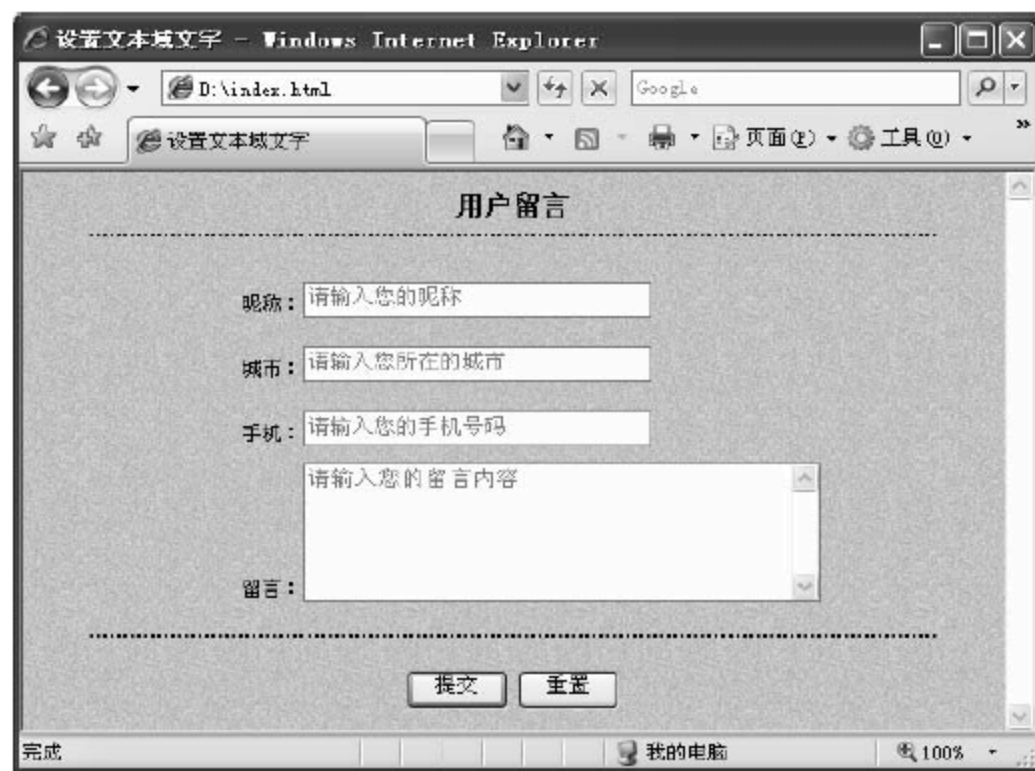 设置文本域文字 - Windows Internet Explorer
D:\index.html
Google
设置文本域文字
页面(P)
工具(O)
»
用户留言
昵称：请输入您的昵称
城市：请输入您所在的城市
手机：请输入您的手机号码
请输入您的留言内容
留言：
提交 重置
完成 我的电脑 100%